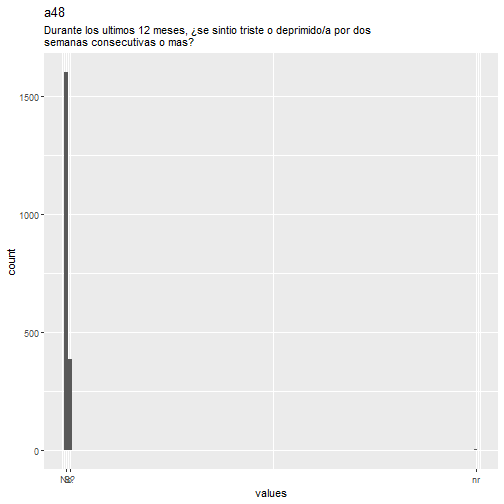 a48
Durante los ultimos 12 meses, ¿se sintio triste o deprimido/a por dos
semanas consecutivas o mas?
1500
1000
500
0
nr
values
count